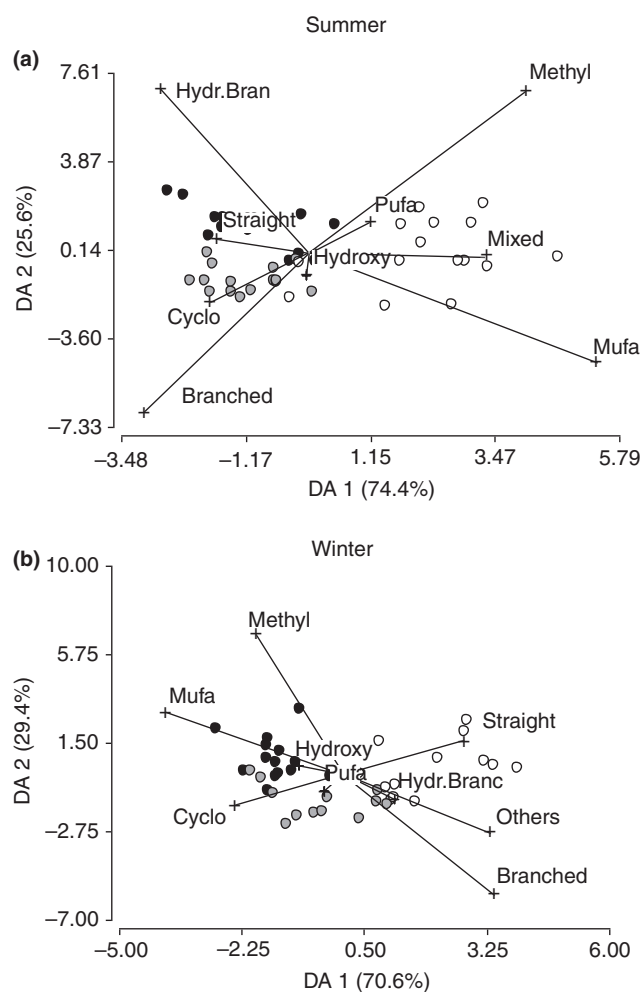 Summer
(a)
7.61
Methyl
Hydr.Bran
3.87
Pufa
Straight
DA 2 (25.6%)
Mixed
0.14
Hydroxy
−3.60
Cyclo
Mufa
Branched
−7.33
−3.48 −1.17 1.15 3.47 5.79
DA 1 (74.4%)
(b)
Winter
10.00
Methyl
5.75
Mufa
DA 2 (29.4%)
Straight
1.50
Hydroxy
Pufa
Hydr.Branc
Cyclo
Others
−2.75
Branched
−7.00
−5.00 −2.25 0.50 3.25 6.00
DA 1 (70.6%)